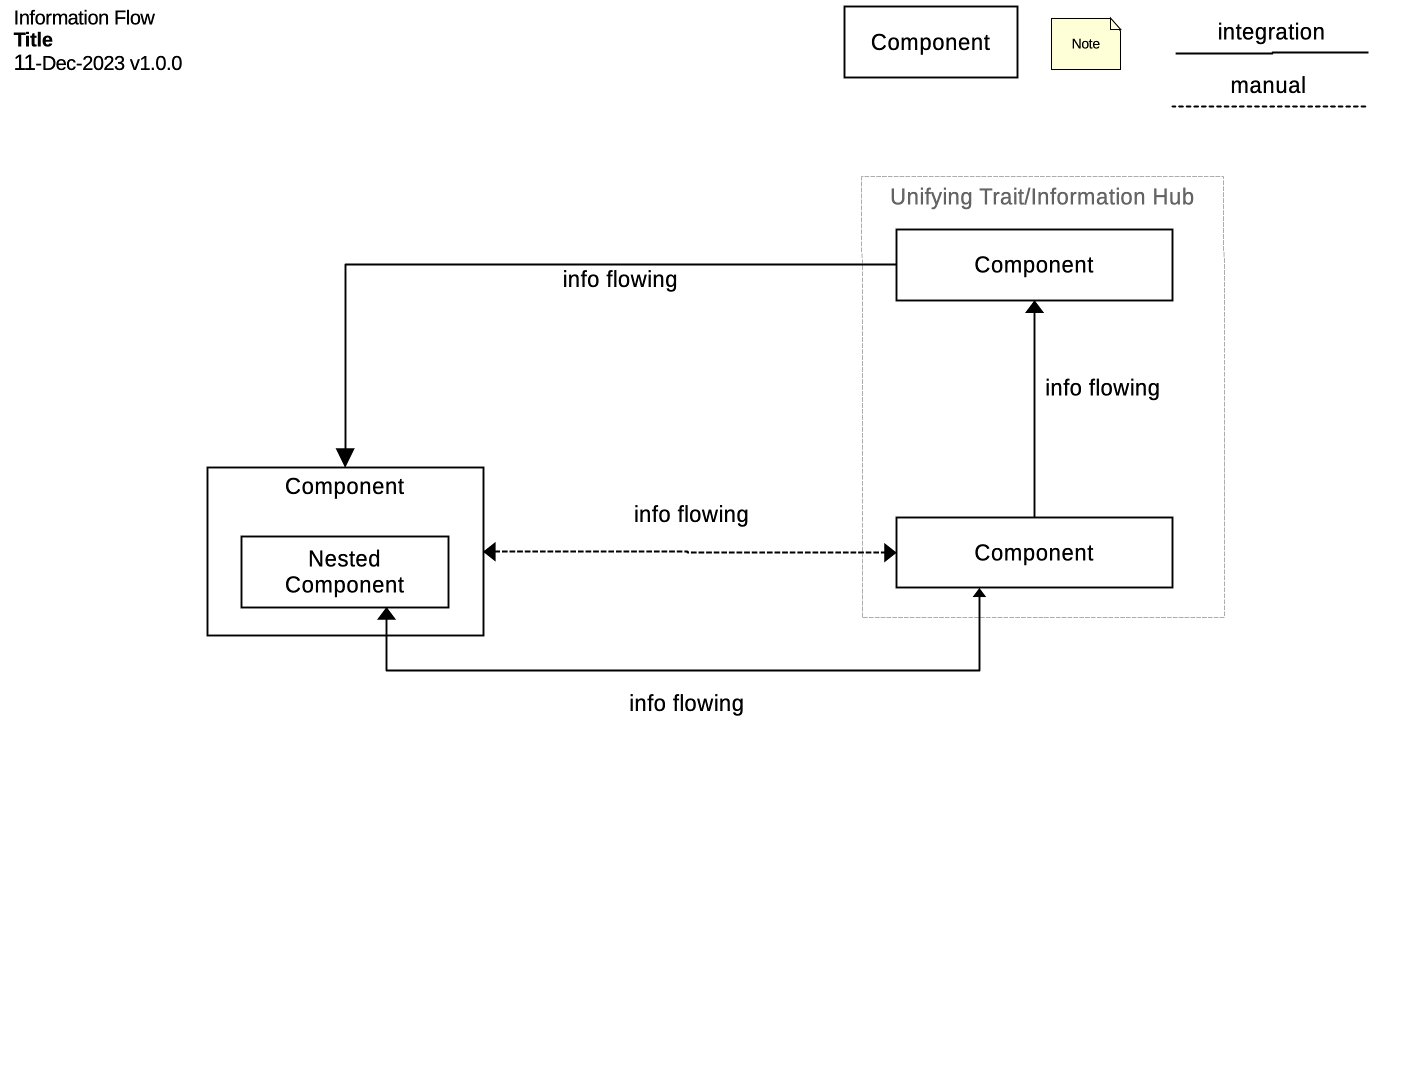 Information Flow
Title
11-Dec-2023 v1.0.0
Component
Note
integration
manual
Unifying Trait/Information Hub
Component
info flowing
info flowing
Component
info flowing
Component
Nested
Component
info flowing